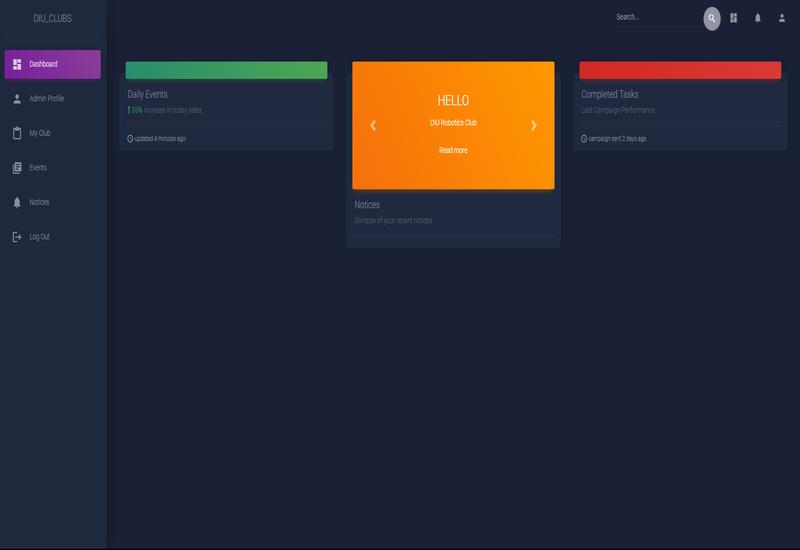 DIU_CLUBS
Search...
Dashboard
Admin Profile
My Club
Events
Notices
Log Out
Daily Events
55% increase in today sales.
updated 4 minutes ago
HELLO
DIU Robotics Club
Read more
Notices
Glimpse of your recent notices
Completed Tasks
Last Campaign Performance
campaign sent 2 days ago